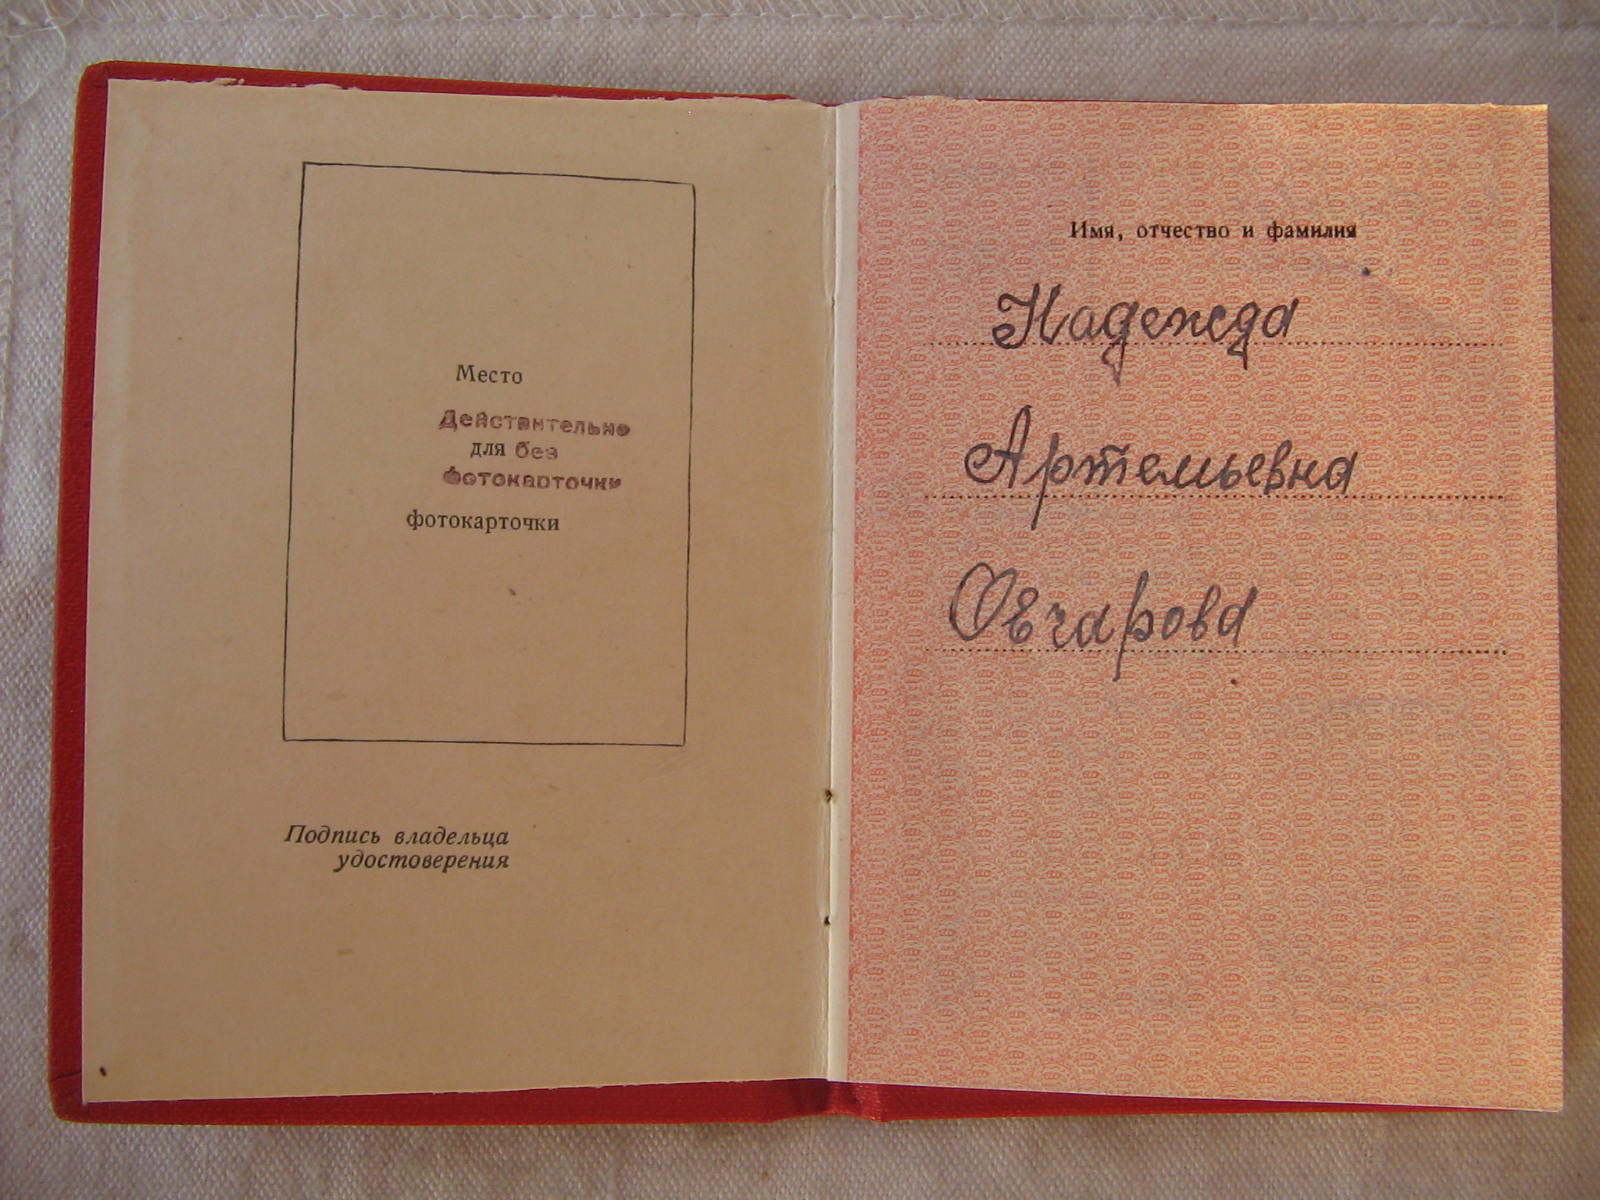 Место
Действительно
для без
фотокарточки
фотокарточки
Подпись владельца
удостоверения
Имя, отчество и фамилия
Надежда
Артемьевна
Овчарова